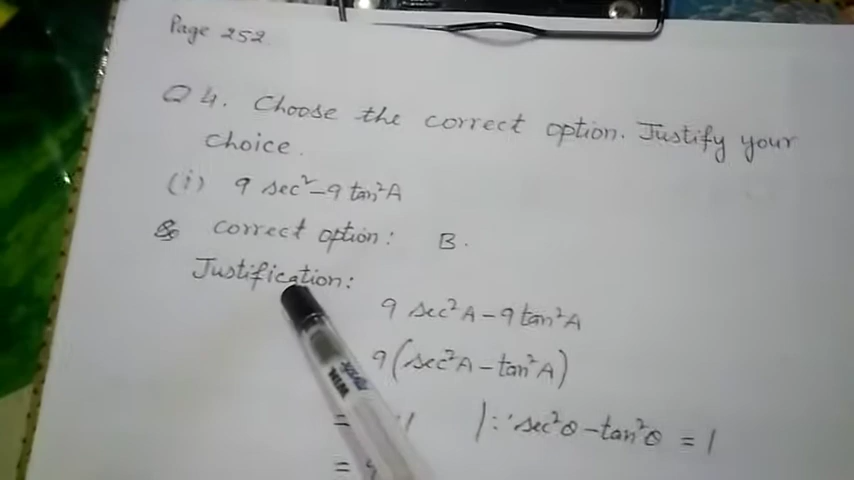 Page 252
Q 4. Choose the correct option. Justify your
choice.
(i) 9 sec² – 9 tan²A
correct option: B.
Justification:
9 sec²A – 9 tan²A
9(sec²A – tan²A)
= | ∵ sec²θ – tan²θ = 1
=